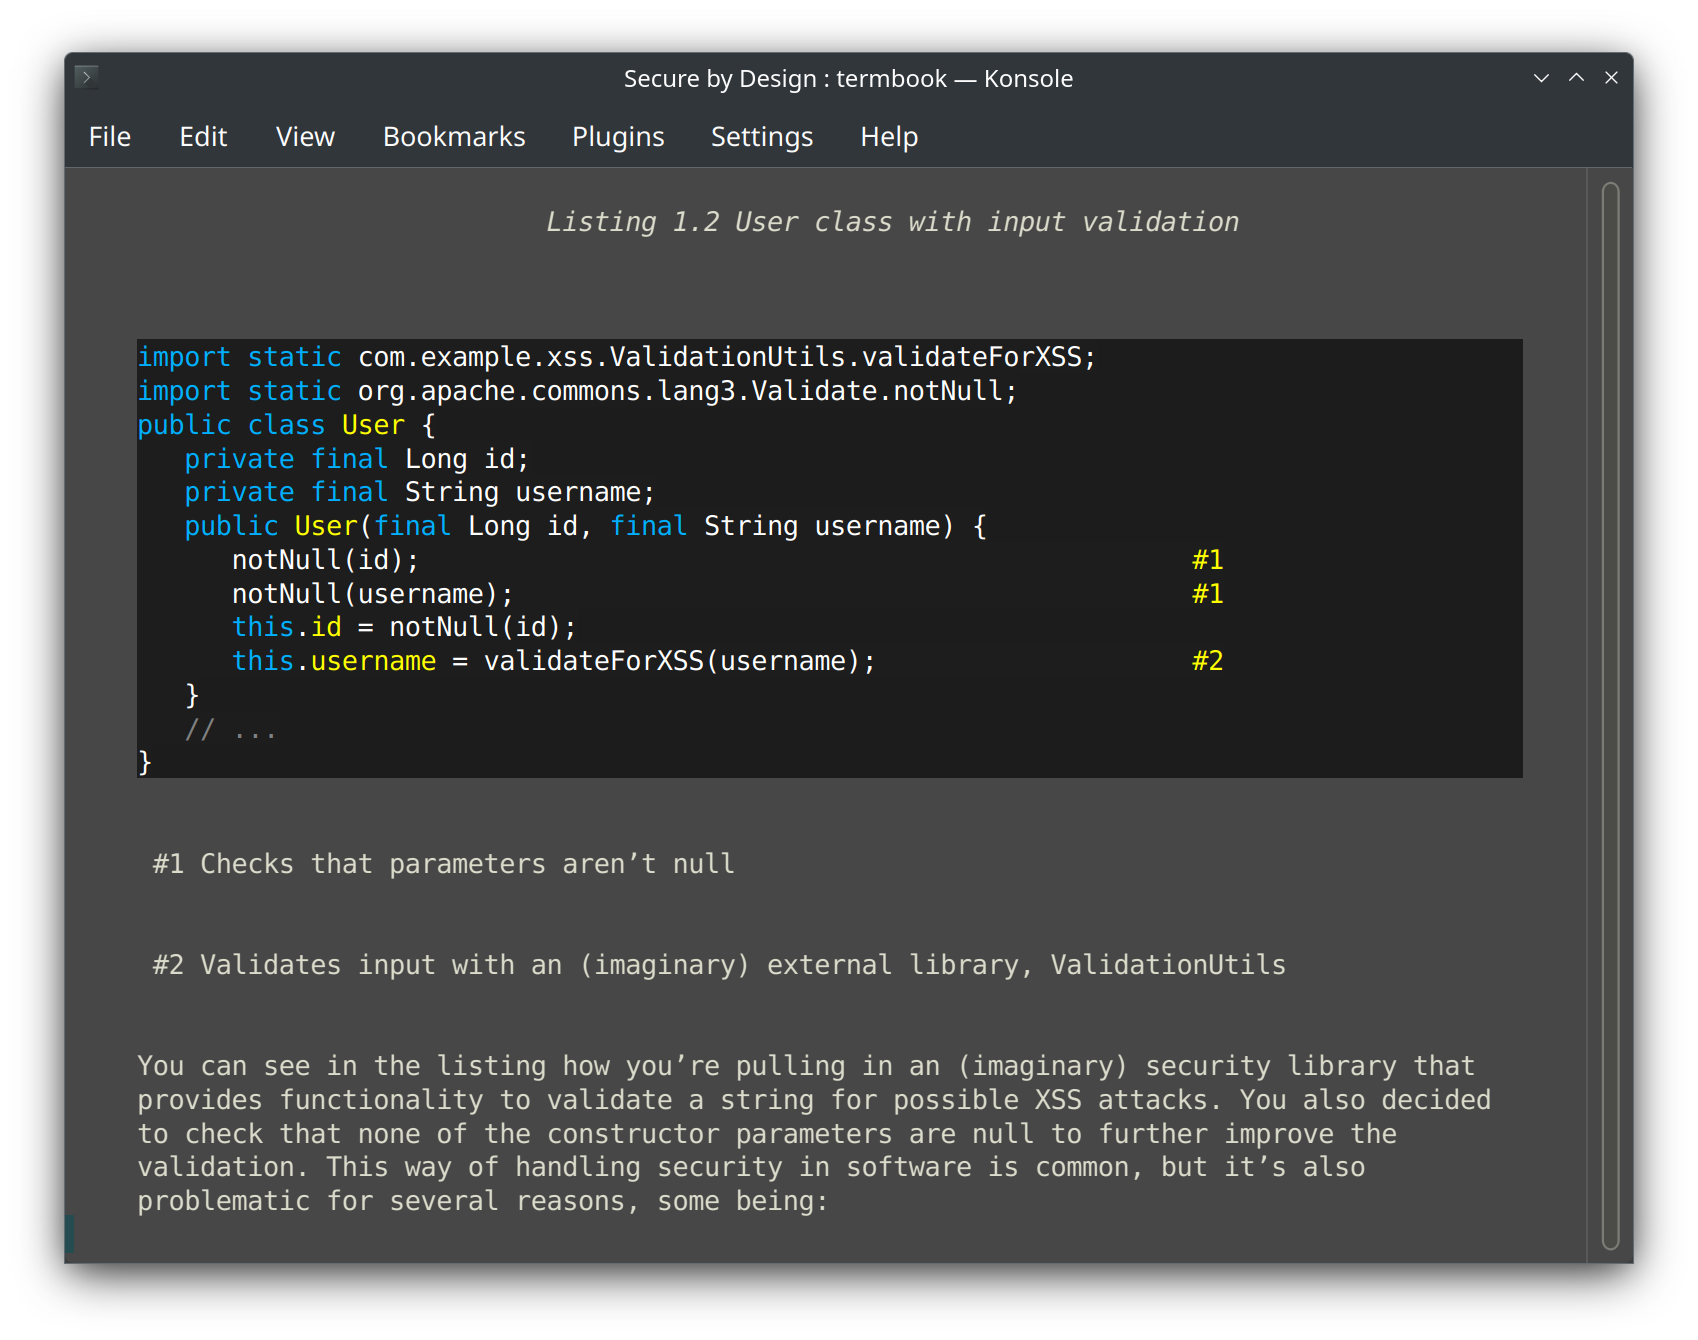 Secure by Design : termbook — Konsole
File Edit View Bookmarks Plugins Settings Help
Listing 1.2 User class with input validation
import static com.example.xss.ValidationUtils.validateForXSS;
import static org.apache.commons.lang3.Validate.notNull;
public class User {
   private final Long id;
   private final String username;
   public User(final Long id, final String username) {
      notNull(id);                                                 #1
      notNull(username);                                           #1
      this.id = notNull(id);
      this.username = validateForXSS(username);                    #2
   }
   // ...
}
#1 Checks that parameters aren’t null
#2 Validates input with an (imaginary) external library, ValidationUtils
You can see in the listing how you’re pulling in an (imaginary) security library that
provides functionality to validate a string for possible XSS attacks. You also decided
to check that none of the constructor parameters are null to further improve the
validation. This way of handling security in software is common, but it’s also
problematic for several reasons, some being: